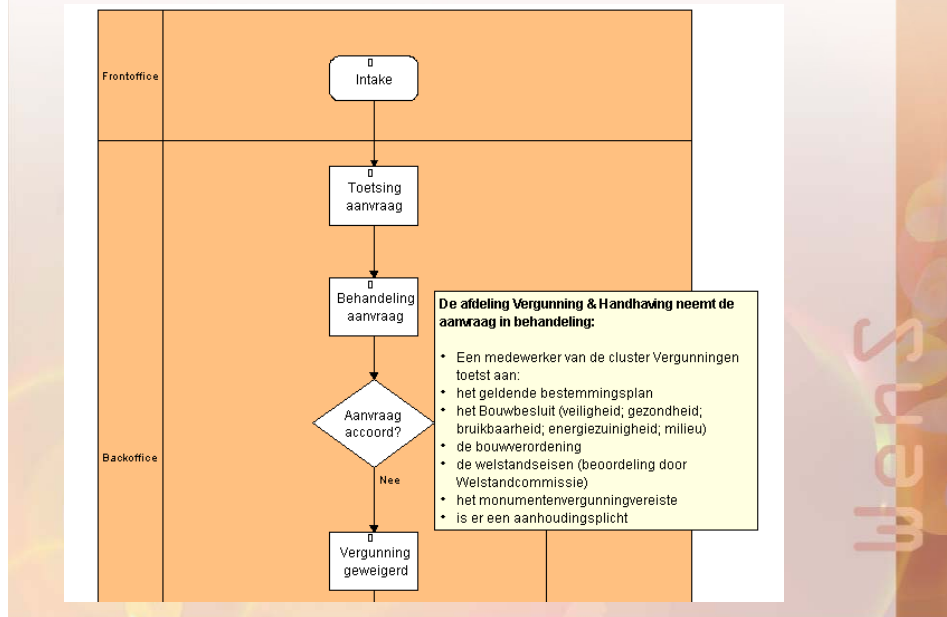 Frontoffice
Intake
Toetsing
aanvraag
Behandeling
aanvraag
De afdeling Vergunning & Handhaving neemt de
aanvraag in behandeling:
• Een medewerker van de cluster Vergunningen
toetst aan:
• het geldende bestemmingsplan
• het Bouwbesluit (veiligheid; gezondheid;
bruikbaarheid; energiezuinigheid; milieu)
• de bouwverordening
• de welstandseisen (beoordeling door
Welstandcommissie)
• het monumentenvergunningvereiste
• is er een aanhoudingsplicht
Aanvraag
accoord?
Backoffice
Nee
Vergunning
geweigerd
Wens